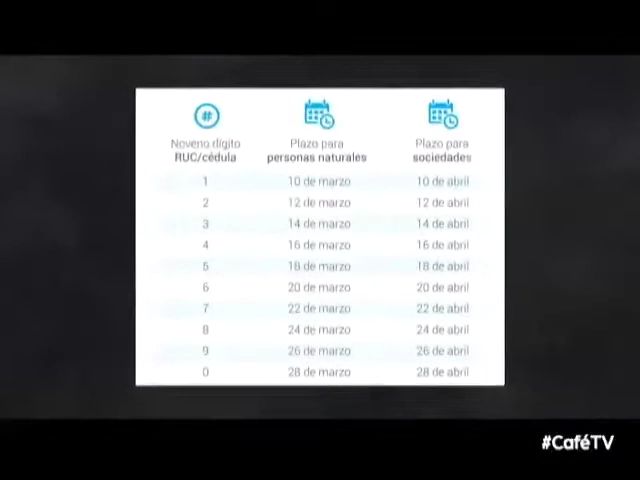 #
Noveno dígito Plazo para Plazo para
RUC/cédula personas naturales sociedades
1 10 de marzo 10 de abril
2 12 de marzo 12 de abril
3 14 de marzo 14 de abril
4 16 de marzo 16 de abril
5 18 de marzo 18 de abril
6 20 de marzo 20 de abril
7 22 de marzo 22 de abril
8 24 de marzo 24 de abril
9 26 de marzo 26 de abril
0 28 de marzo 28 de abril
#CaféTV